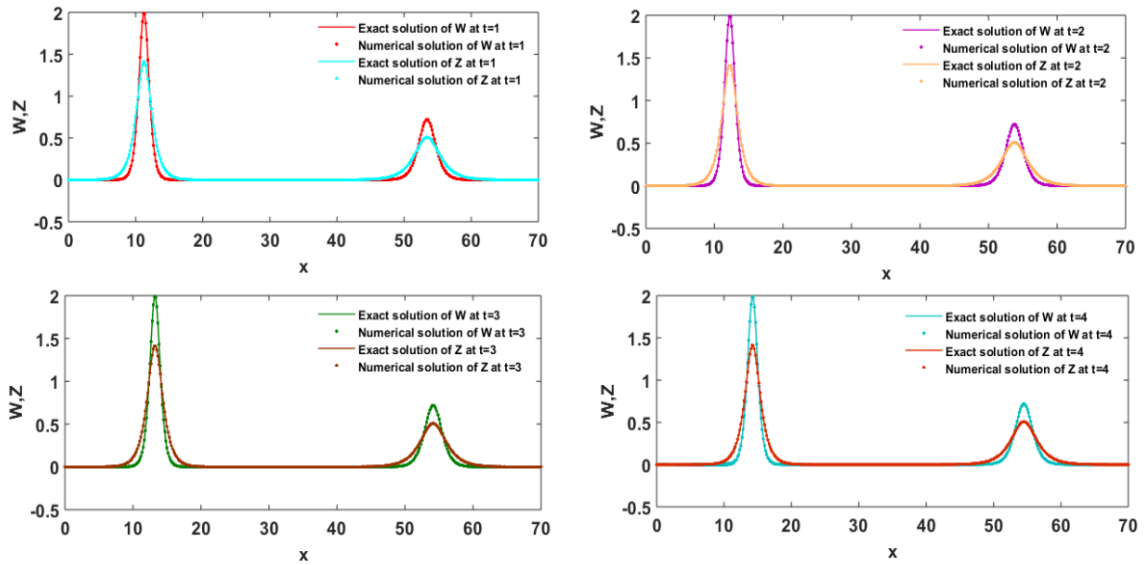 2
1.5
1
0.5
0
-0.5
W,Z
0 10 20 30 40 50 60 70
x
Exact solution of W at t=1
Numerical solution of W at t=1
Exact solution of Z at t=1
Numerical solution of Z at t=1
2
1.5
1
0.5
0
-0.5
W,Z
0 10 20 30 40 50 60 70
x
Exact solution of W at t=2
Numerical solution of W at t=2
Exact solution of Z at t=2
Numerical solution of Z at t=2
2
1.5
1
0.5
0
-0.5
W,Z
0 10 20 30 40 50 60 70
x
Exact solution of W at t=3
Numerical solution of W at t=3
Exact solution of Z at t=3
Numerical solution of Z at t=3
2
1.5
1
0.5
0
-0.5
W,Z
0 10 20 30 40 50 60 70
x
Exact solution of W at t=4
Numerical solution of W at t=4
Exact solution of Z at t=4
Numerical solution of Z at t=4